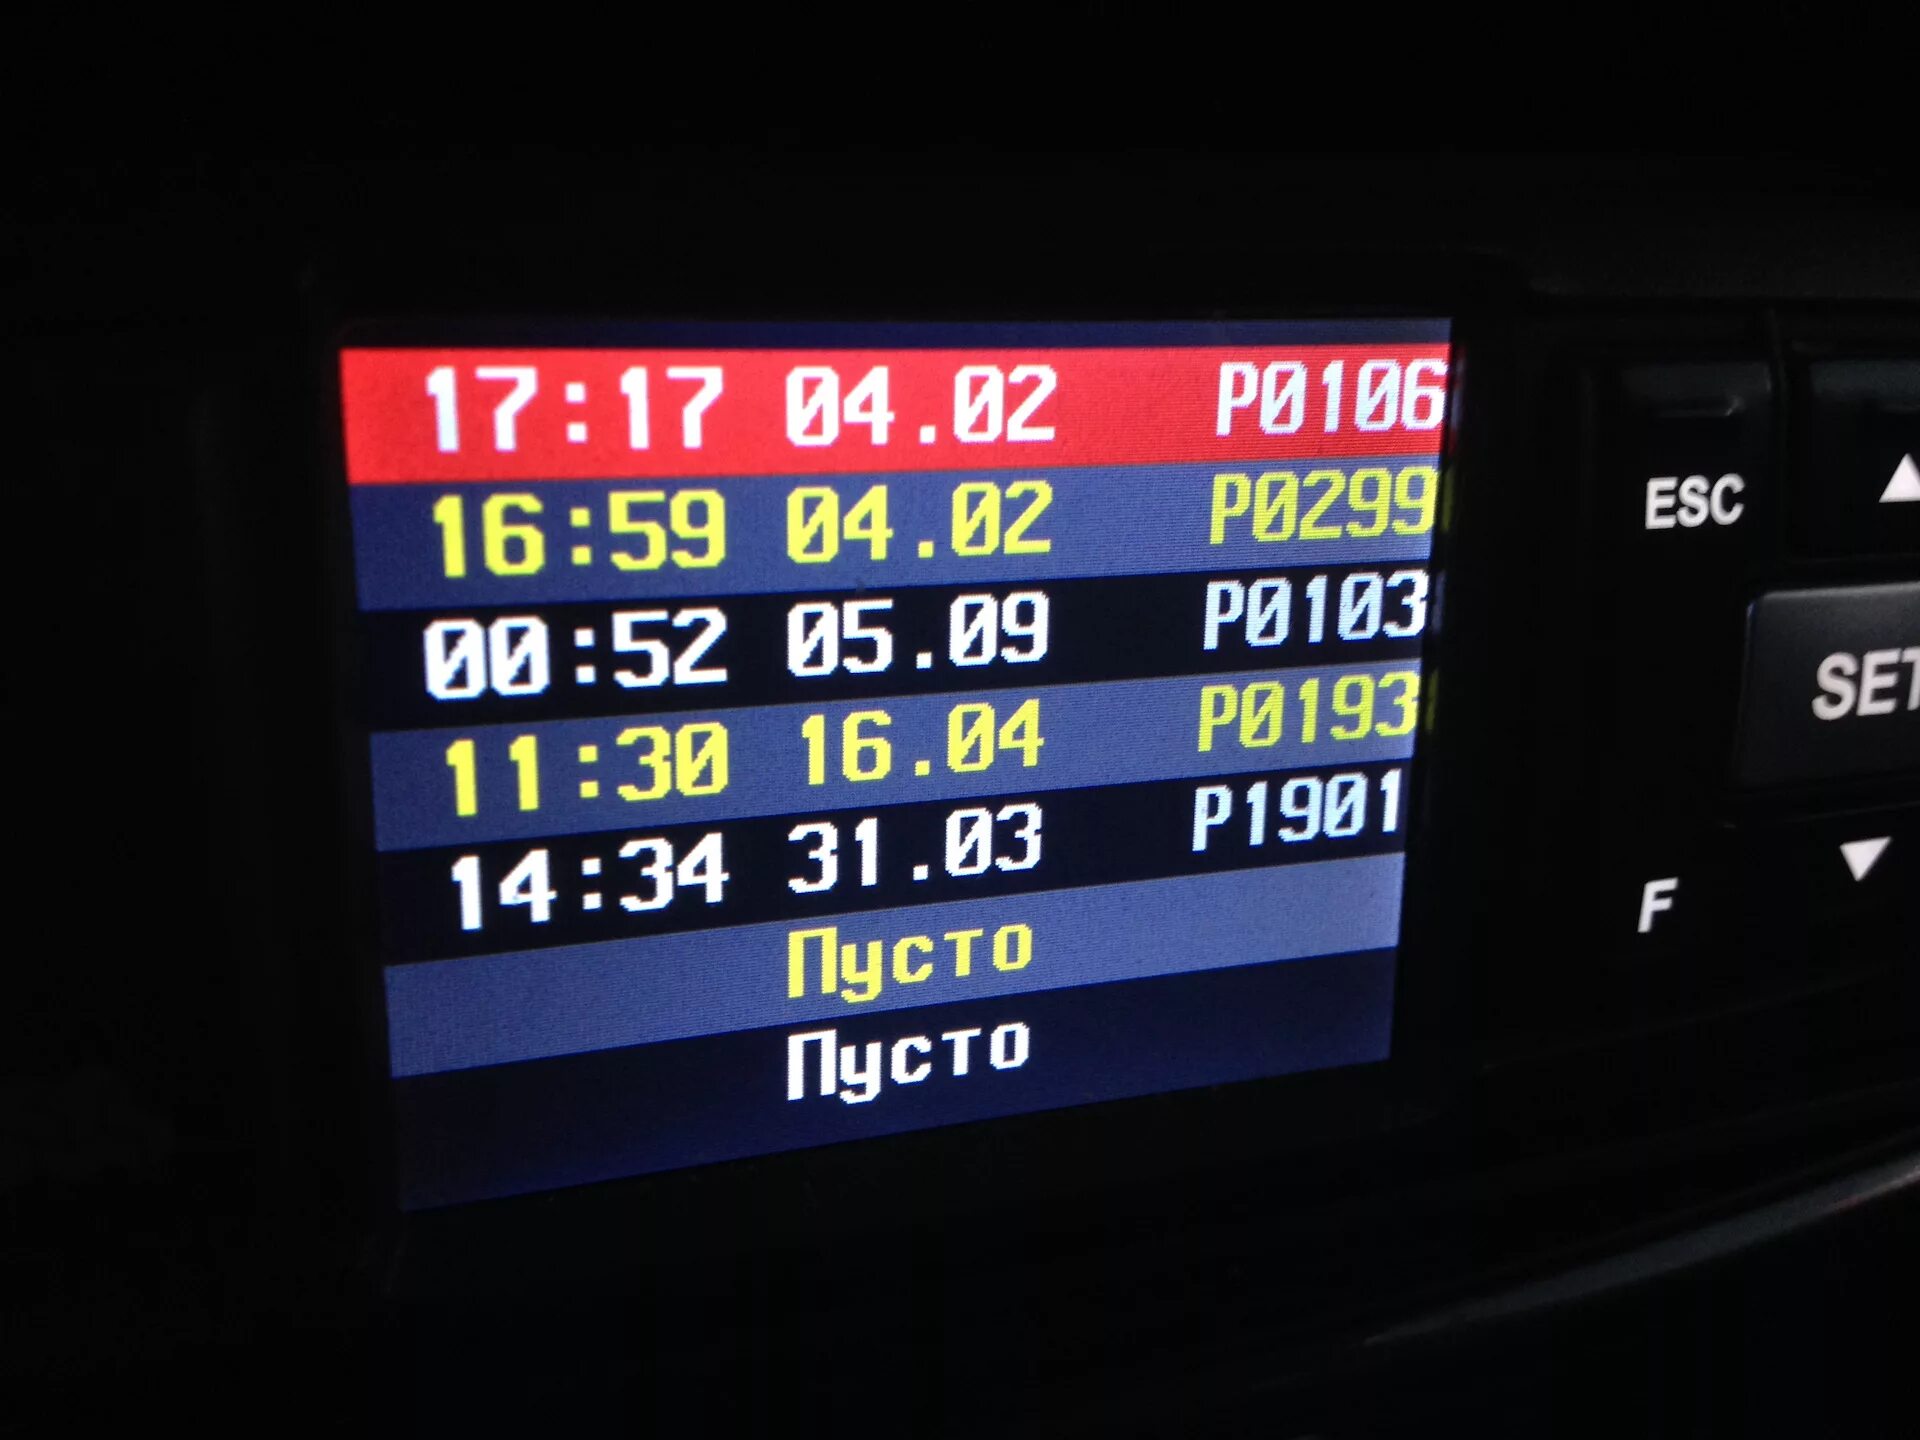 17:17 04.02 P0106
16:59 04.02 P0299
00:52 05.09 P0103
11:30 16.04 P0193
14:34 31.03 P1901
Пусто
Пусто
ESC
SET
F